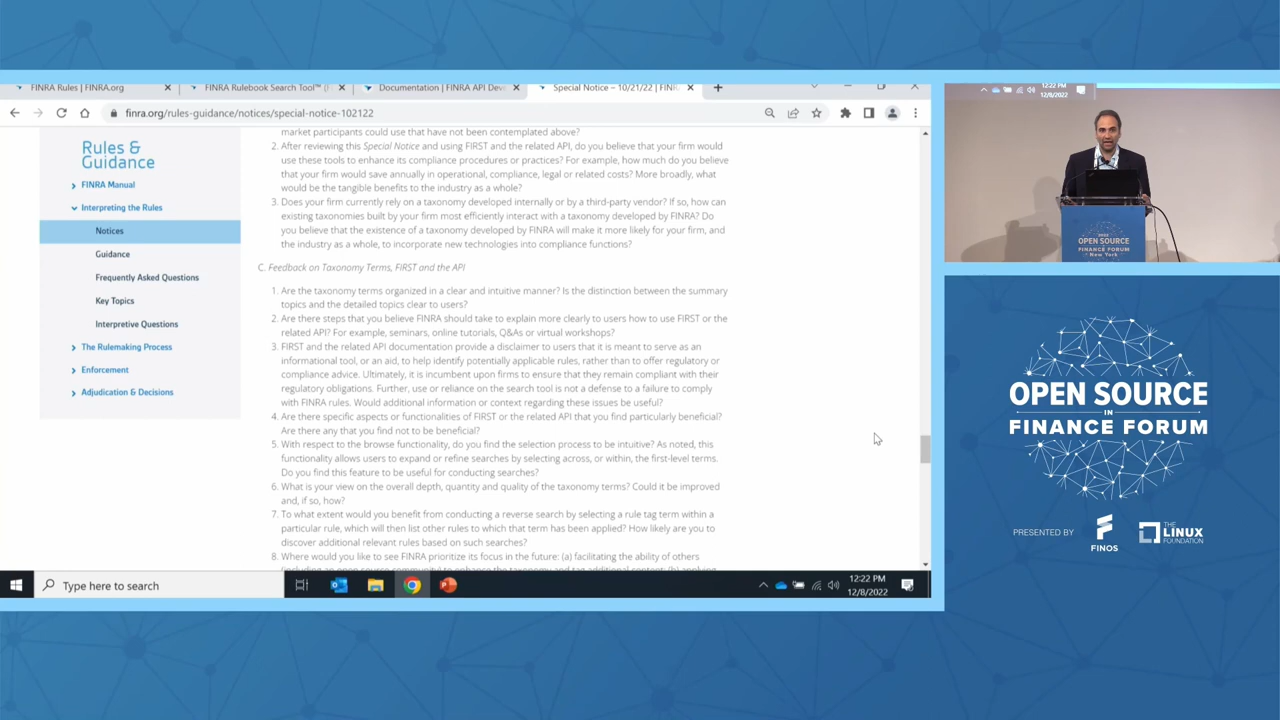 FINRA Rules | FINRA.org
FINRA Rulebook Search Tool™ (
Documentation | FINRA API Dev
Special Notice – 10/21/22 | FINR
finra.org/rules-guidance/notices/special-notice-102122
Rules &
Guidance
FINRA Manual
Interpreting the Rules
Notices
Guidance
Frequently Asked Questions
Key Topics
Interpretive Questions
The Rulemaking Process
Enforcement
Adjudication & Decisions
market participants could use that have not been contemplated above?
2. After reviewing this Special Notice and using FIRST and the related API, do you believe that your firm would
use these tools to enhance its compliance procedures or practices? For example, how much do you believe
that your firm would save annually in operational, compliance, legal or related costs? More broadly, what
would be the tangible benefits to the industry as a whole?
3. Does your firm currently rely on a taxonomy developed internally or by a third-party vendor? If so, how can
existing taxonomies built by your firm most efficiently interact with a taxonomy developed by FINRA? Do
you believe that the existence of a taxonomy developed by FINRA will make it more likely for your firm, and
the industry as a whole, to incorporate new technologies into compliance functions?
C. Feedback on Taxonomy Terms, FIRST and the API
1. Are the taxonomy terms organized in a clear and intuitive manner? Is the distinction between the summary
topics and the detailed topics clear to users?
2. Are there steps that you believe FINRA should take to explain more clearly to users how to use FIRST or the
related API? For example, seminars, online tutorials, Q&As or virtual workshops?
3. FIRST and the related API documentation provide a disclaimer to users that it is meant to serve as an
informational tool, or an aid, to help identify potentially applicable rules, rather than to offer regulatory or
compliance advice. Ultimately, it is incumbent upon firms to ensure that they remain compliant with their
regulatory obligations. Further, use or reliance on the search tool is not a defense to a failure to comply
with FINRA rules. Would additional information or context regarding these issues be useful?
4. Are there specific aspects or functionalities of FIRST or the related API that you find particularly beneficial?
Are there any that you find not to be beneficial?
5. With respect to the browse functionality, do you find the selection process to be intuitive? As noted, this
functionality allows users to expand or refine searches by selecting across, or within, the first-level terms.
Do you find this feature to be useful for conducting searches?
6. What is your view on the overall depth, quantity and quality of the taxonomy terms? Could it be improved
and, if so, how?
7. To what extent would you benefit from conducting a reverse search by selecting a rule tag term within a
particular rule, which will then list other rules to which that term has been applied? How likely are you to
discover additional relevant rules based on such searches?
8. Where would you like to see FINRA prioritize its focus in the future: (a) facilitating the ability of others
(including an open source community) to enhance the taxonomy and tag additional content; (b) applying
Type here to search
12:22 PM
12/8/2022
12:22 PM
12/8/2022
OPEN SOURCE
FINANCE FORUM
New York
OPEN SOURCE
IN
FINANCE FORUM
PRESENTED BY
FINOS
THE
LINUX
FOUNDATION